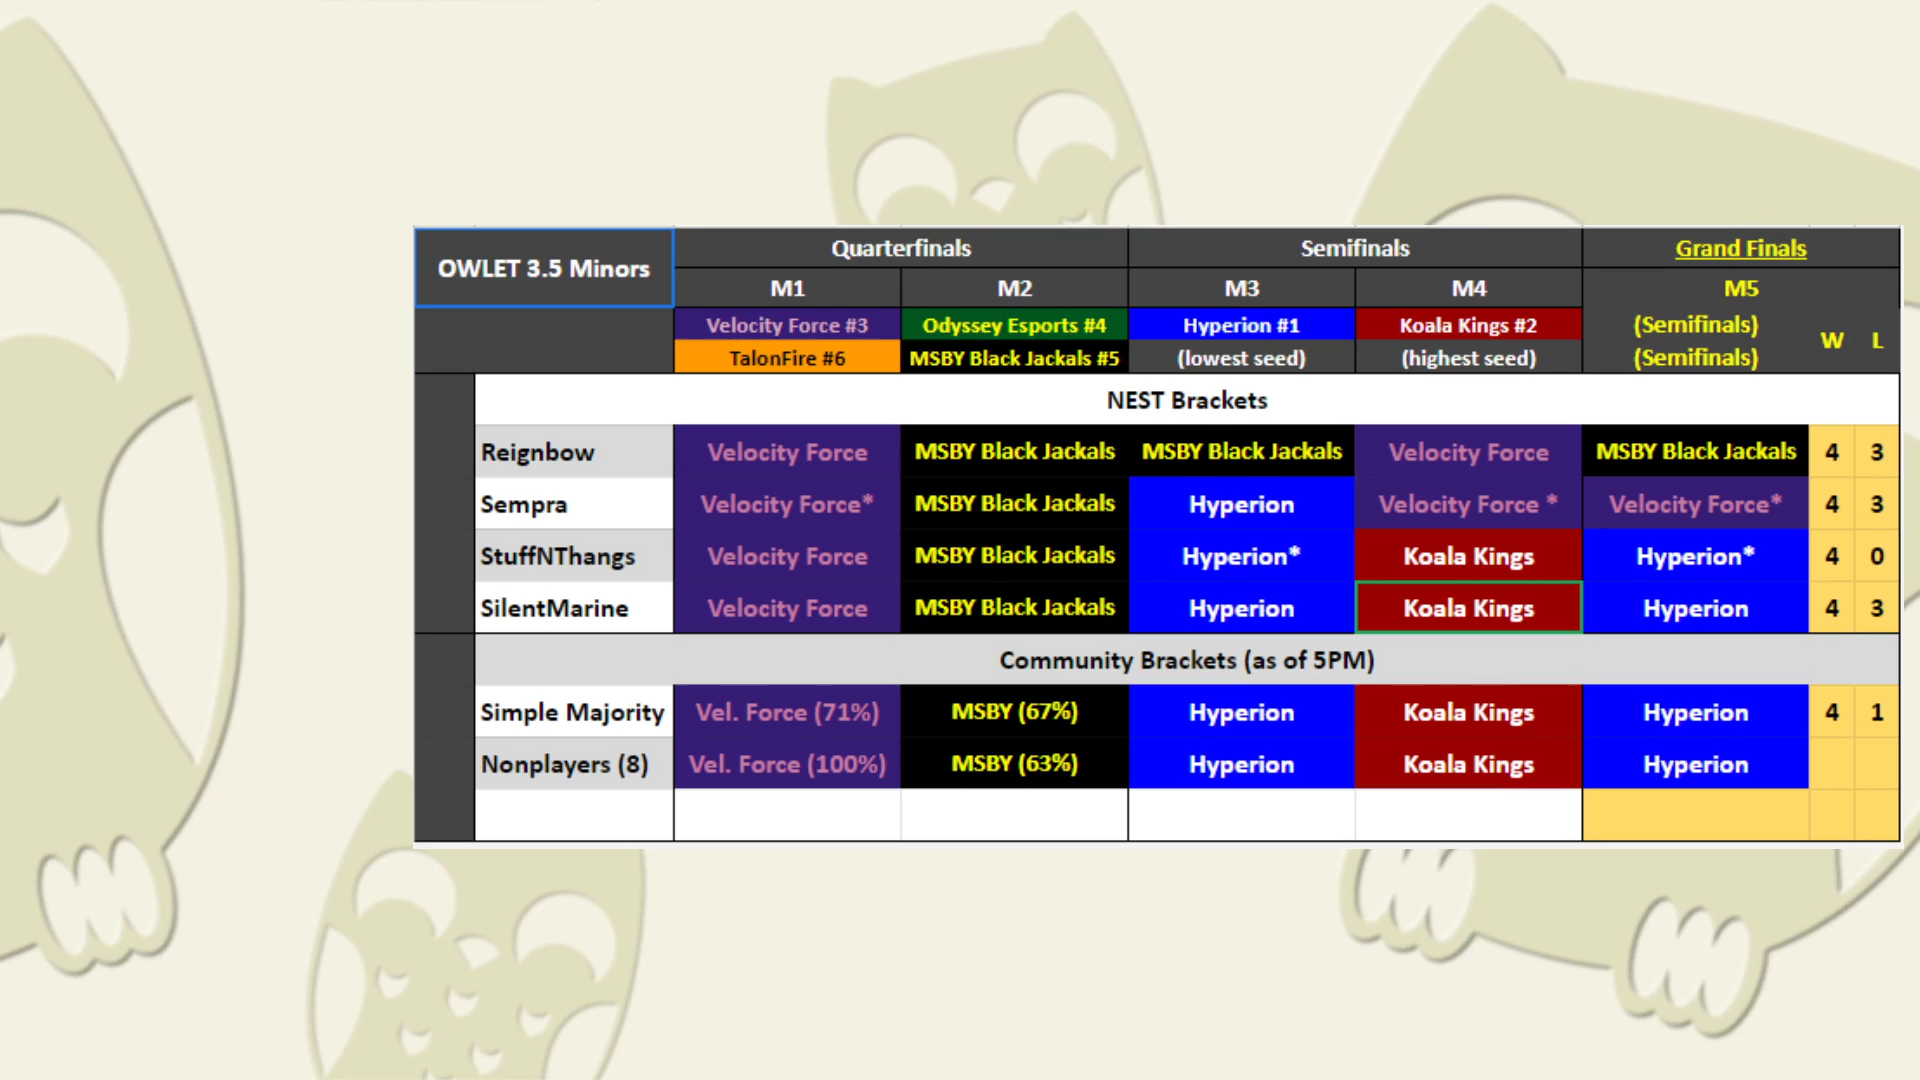 OWLET 3.5 Minors
Quarterfinals Semifinals Grand Finals
M1 M2 M3 M4 M5
Velocity Force #3 Odyssey Esports #4 Hyperion #1 Koala Kings #2 (Semifinals) W L
TalonFire #6 MSBY Black Jackals #5 (lowest seed) (highest seed) (Semifinals)
NEST Brackets
Reignbow Velocity Force MSBY Black Jackals MSBY Black Jackals Velocity Force MSBY Black Jackals 4 3
Sempra Velocity Force* MSBY Black Jackals Hyperion Velocity Force * Velocity Force* 4 3
StuffNThangs Velocity Force MSBY Black Jackals Hyperion* Koala Kings Hyperion* 4 0
SilentMarine Velocity Force MSBY Black Jackals Hyperion Koala Kings Hyperion 4 3
Community Brackets (as of 5PM)
Simple Majority Vel. Force (71%) MSBY (67%) Hyperion Koala Kings Hyperion 4 1
Nonplayers (8) Vel. Force (100%) MSBY (63%) Hyperion Koala Kings Hyperion